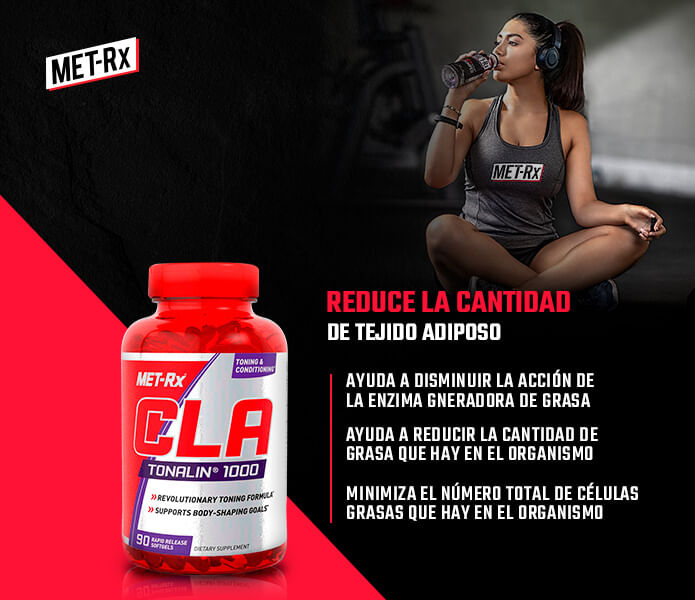 MET-Rx
MET-Rx
REDUCE LA CANTIDAD
DE TEJIDO ADIPOSO
AYUDA A DISMINUIR LA ACCIÓN DE
LA ENZIMA GNERADORA DE GRASA
AYUDA A REDUCIR LA CANTIDAD DE
GRASA QUE HAY EN EL ORGANISMO
MINIMIZA EL NÚMERO TOTAL DE CÉLULAS
GRASAS QUE HAY EN EL ORGANISMO
TONING &
CONDITIONING*
MET-Rx
CLA
TONALIN® 1000
»REVOLUTIONARY TONING FORMULA*
»SUPPORTS BODY-SHAPING GOALS*
90 RAPID RELEASE
SOFTGELS
DIETARY SUPPLEMENT